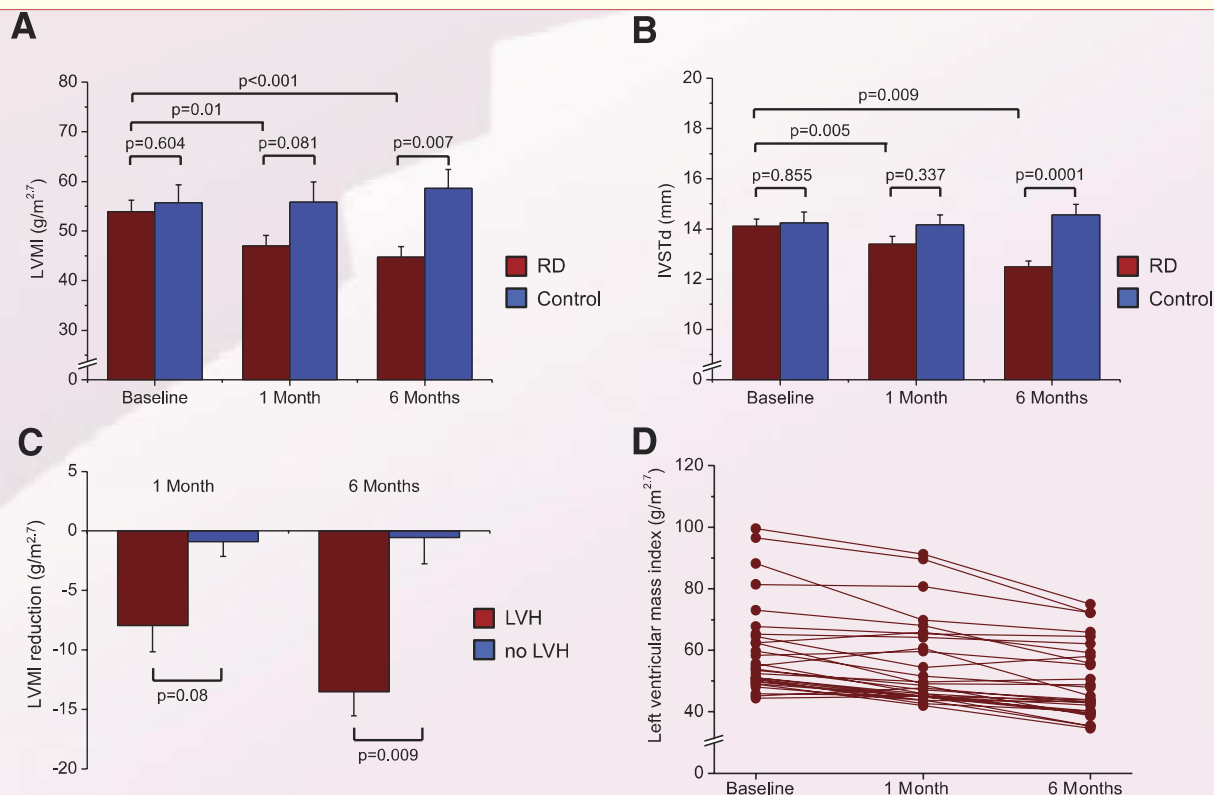 A
p<0.001
p=0.01
p=0.604
p=0.081
p=0.007
80
70
60
50
40
30
0
LVMI (g/m2.7)
Baseline
1 Month
6 Months
RD
Control
B
p=0.009
p=0.005
p=0.855
p=0.337
p=0.0001
20
18
16
14
12
10
0
IVSTd (mm)
Baseline
1 Month
6 Months
RD
Control
C
5
0
-5
-10
-15
-20
LVMI reduction (g/m2.7)
1 Month
6 Months
p=0.08
p=0.009
LVH
no LVH
D
120
100
80
60
40
0
Left ventricular mass index (g/m2.7)
Baseline
1 Month
6 Months